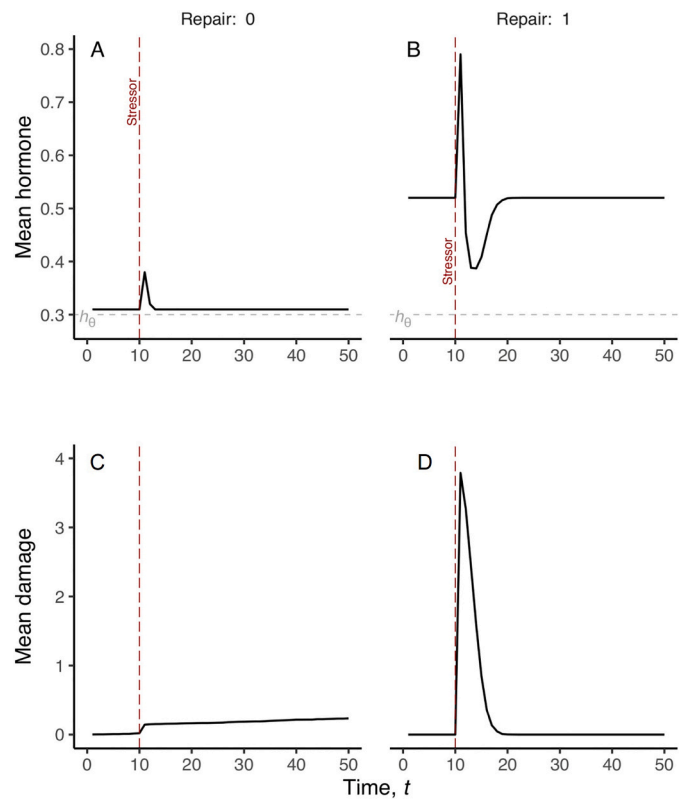 Repair: 0
Repair: 1
A
B
Mean hormone
0.8
0.7
0.6
0.5
0.4
0.3
Stressor
Stressor
hθ
hθ
0 10 20 30 40 50
0 10 20 30 40 50
C
D
Mean damage
4
3
2
1
0
0 10 20 30 40 50
0 10 20 30 40 50
Time, t